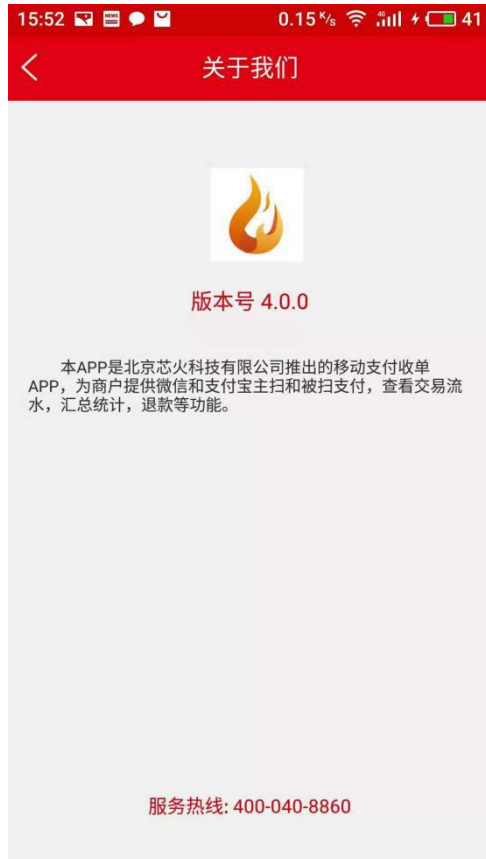 15:52 NEWS 0.15 K/s 4G 41
关于我们
版本号 4.0.0
本APP是北京芯火科技有限公司推出的移动支付收单
APP，为商户提供微信和支付宝主扫和被扫支付，查看交易流
水，汇总统计，退款等功能。
服务热线: 400-040-8860